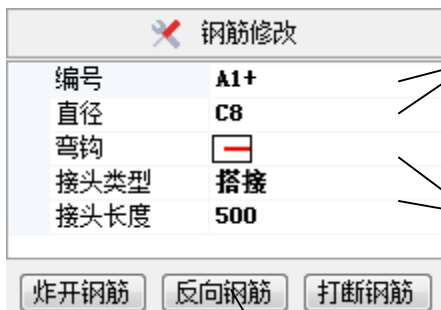 钢筋修改
编号 A1+
直径 C8
弯钩
接头类型 搭接
接头长度 500
炸开钢筋 反向钢筋 打断钢筋